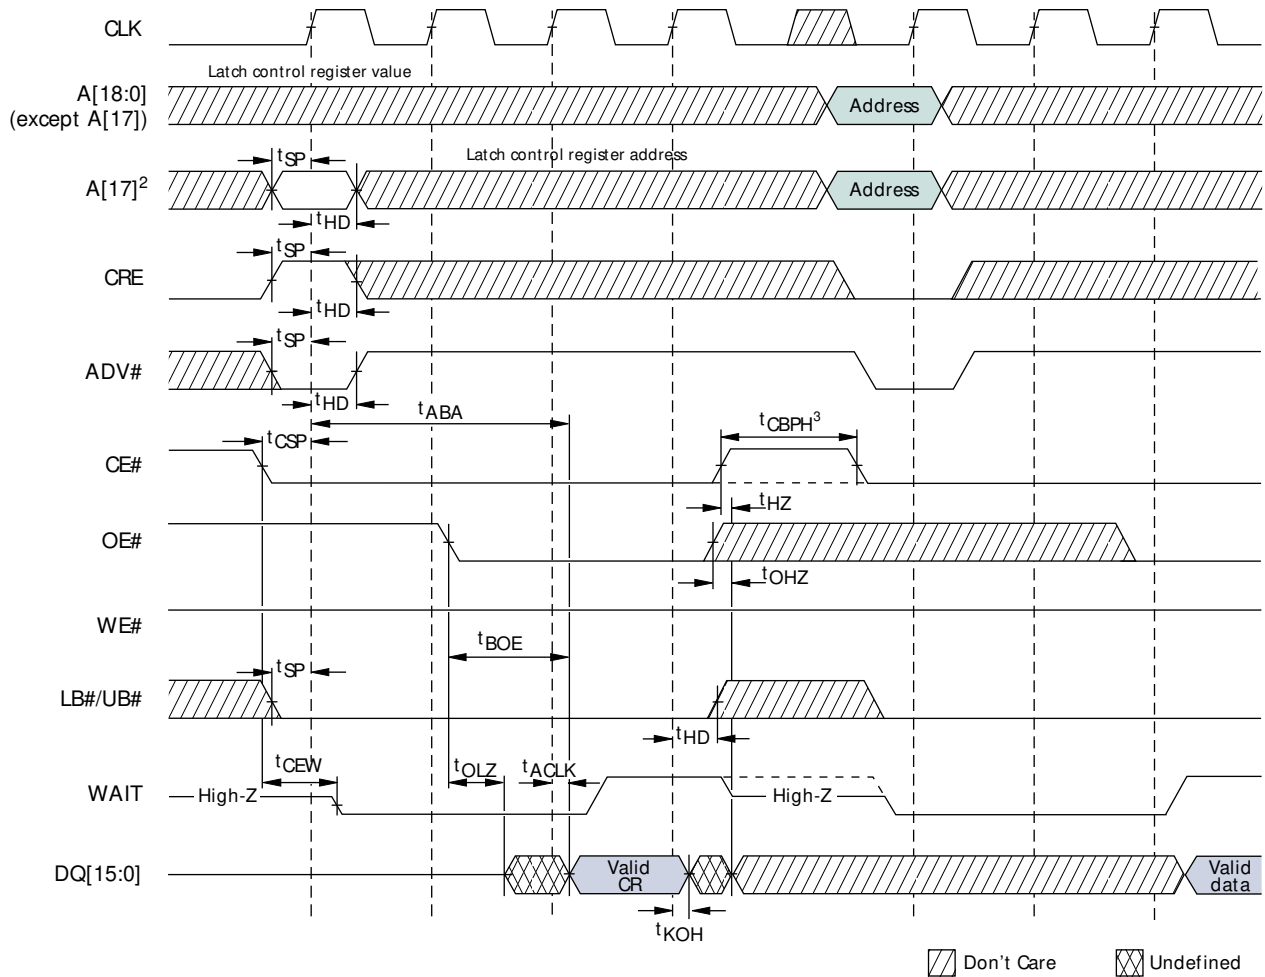 CLK
Latch control register value
A[18:0]
(except A[17])
Address
tSP
Latch control register address
A[17]²
Address
tHD
tSP
CRE
tHD
tSP
ADV#
tHD
tABA
tCSP
tCBPH³
CE#
tHZ
OE#
tOHZ
WE#
tBOE
tSP
LB#/UB#
tHD
tCEW
tOLZ
tACLK
WAIT
High-Z
High-Z
DQ[15:0]
Valid
CR
Valid
data
tKOH
Don't Care
Undefined